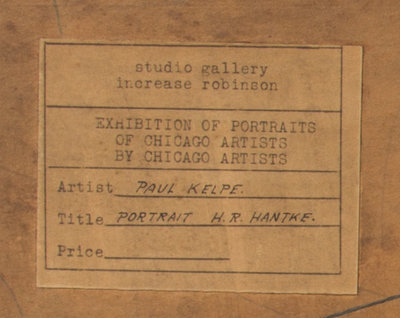 studio gallery
increase robinson
EXHIBITION OF PORTRAITS
OF CHICAGO ARTISTS
BY CHICAGO ARTISTS
Artist PAUL KELPE.
Title PORTRAIT H.R. HANTKE.
Price